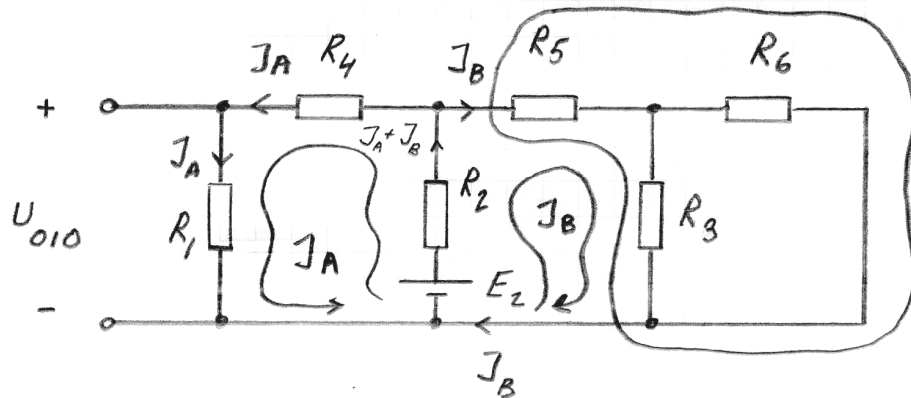 J_A R_4 J_B R_5 R_6
+
J_A J_A+J_B
U_010 R_1 J_A R_2 J_B R_3
E_2
-
J_B